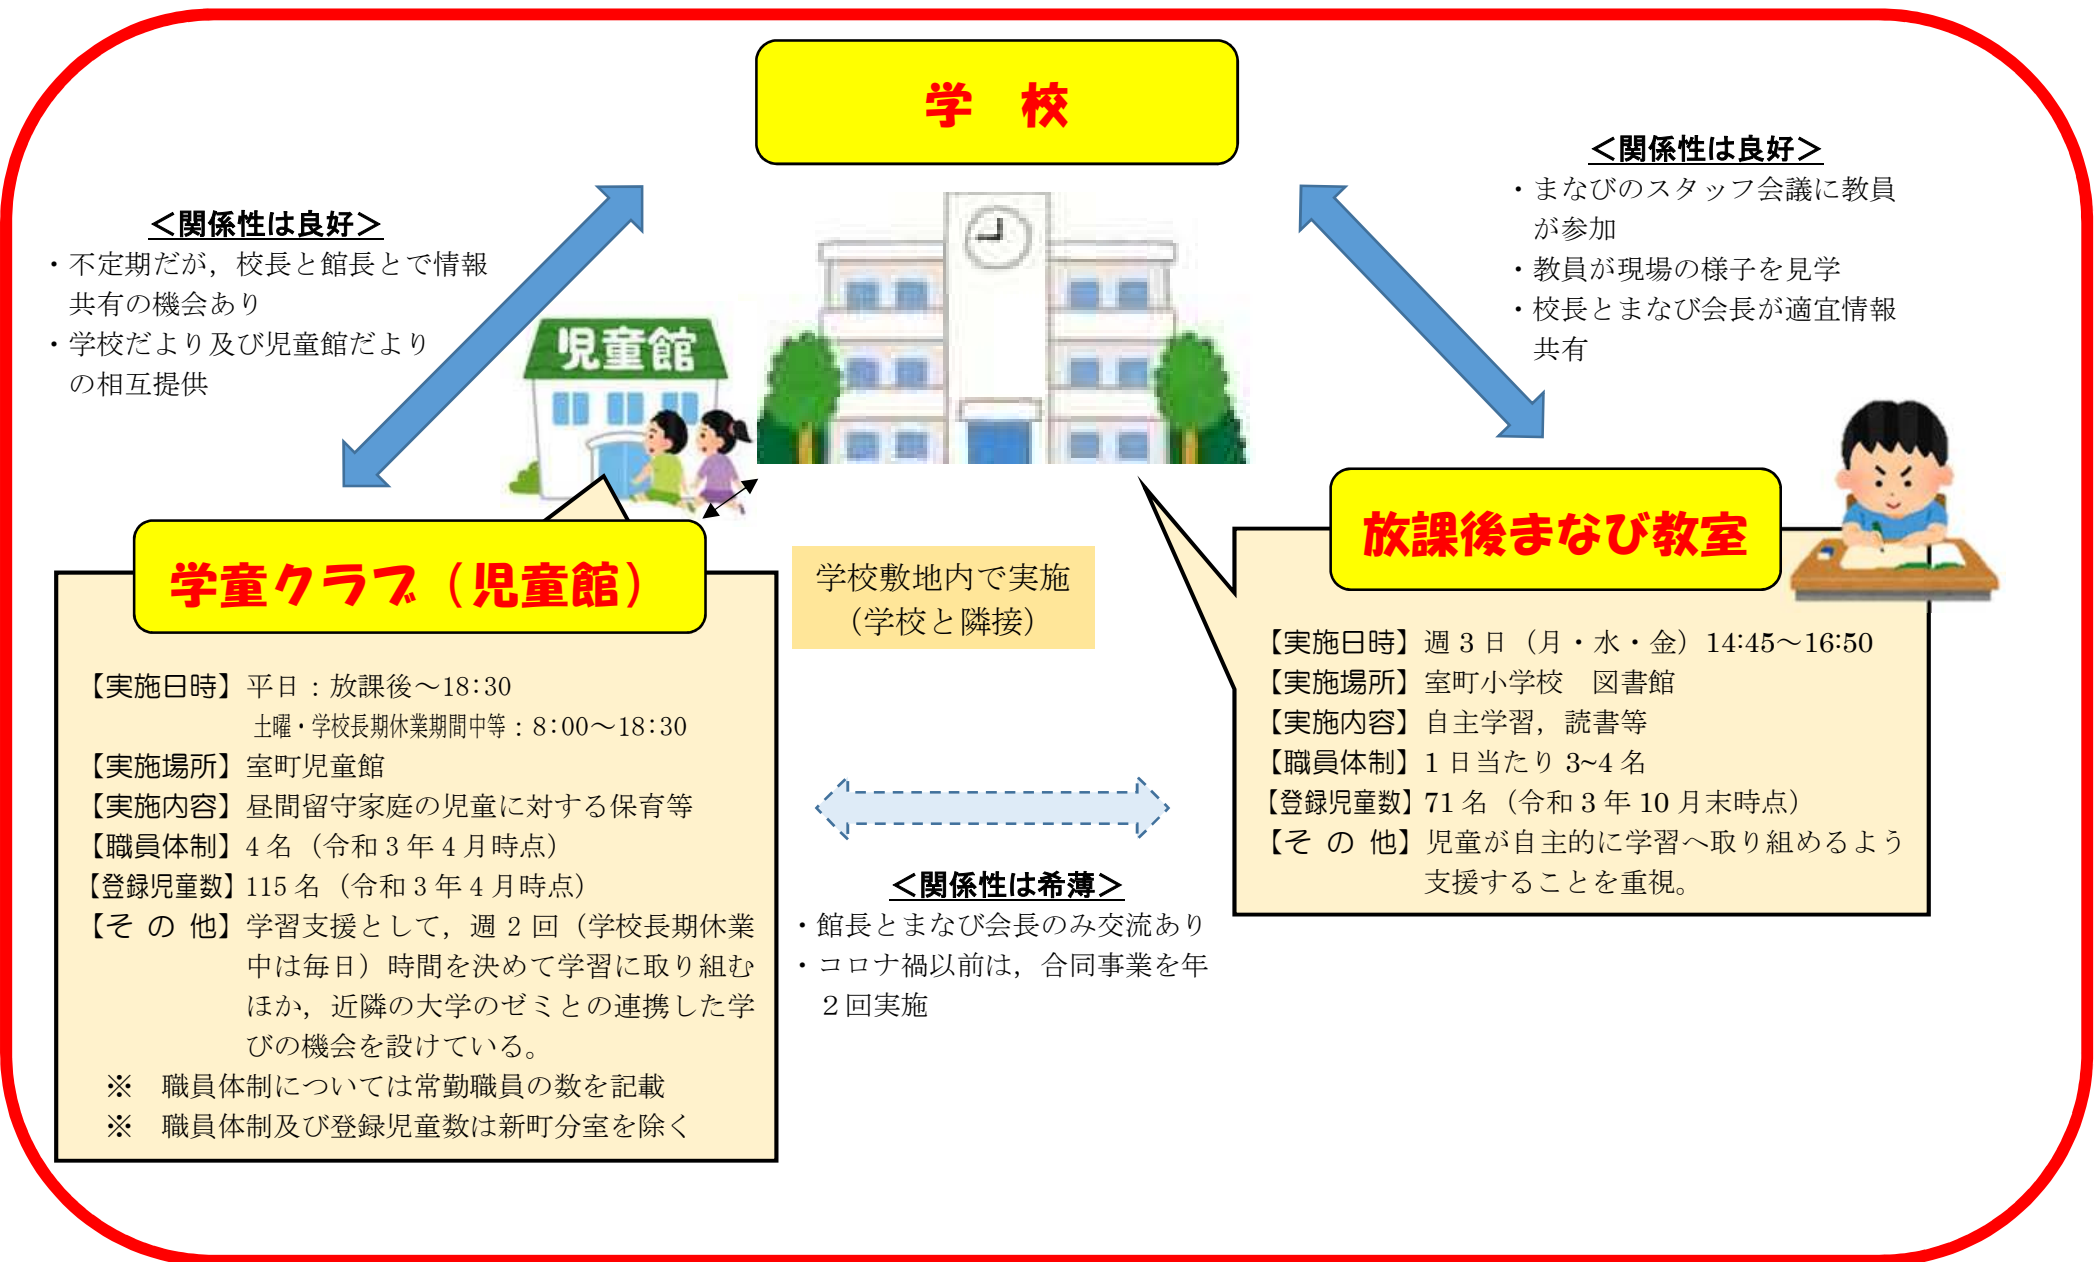 学　校
＜関係性は良好＞
・不定期だが，校長と館長とで情報
共有の機会あり
・学校だより及び児童館だより
の相互提供
＜関係性は良好＞
・まなびのスタッフ会議に教員
が参加
・教員が現場の様子を見学
・校長とまなび会長が適宜情報
共有
児童館
学童クラブ（児童館）
【実施日時】平日：放課後～18:30
土曜・学校長期休業期間中等：8:00～18:30
【実施場所】室町児童館
【実施内容】昼間留守家庭の児童に対する保育等
【職員体制】4名（令和3年4月時点）
【登録児童数】115名（令和3年4月時点）
【そ の 他】学習支援として，週2回（学校長期休業
中は毎日）時間を決めて学習に取り組む
ほか，近隣の大学のゼミとの連携した学
びの機会を設けている。
※　職員体制については常勤職員の数を記載
※　職員体制及び登録児童数は新町分室を除く
学校敷地内で実施
（学校と隣接）
＜関係性は希薄＞
・館長とまなび会長のみ交流あり
・コロナ禍以前は，合同事業を年
２回実施
放課後まなび教室
【実施日時】週3日（月・水・金）14:45～16:50
【実施場所】室町小学校　図書館
【実施内容】自主学習，読書等
【職員体制】1日当たり3~4名
【登録児童数】71名（令和3年10月末時点）
【そ の 他】児童が自主的に学習へ取り組めるよう
支援することを重視。